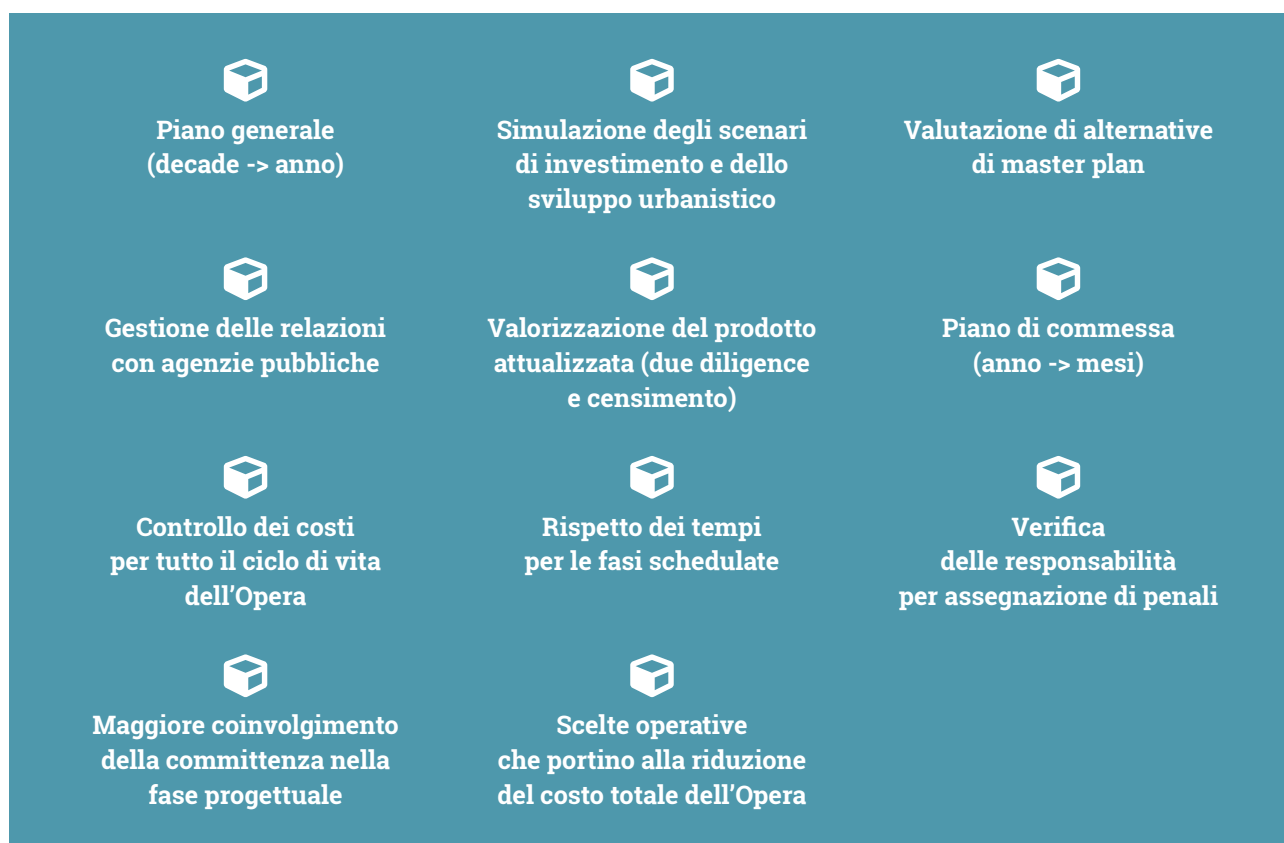 Piano generale
(decade -> anno)
Simulazione degli scenari
di investimento e dello
sviluppo urbanistico
Valutazione di alternative
di master plan
Gestione delle relazioni
con agenzie pubbliche
Valorizzazione del prodotto
attualizzata (due diligence
e censimento)
Piano di commessa
(anno -> mesi)
Controllo dei costi
per tutto il ciclo di vita
dell’Opera
Rispetto dei tempi
per le fasi schedulate
Verifica
delle responsabilità
per assegnazione di penali
Maggiore coinvolgimento
della committenza nella
fase progettuale
Scelte operative
che portino alla riduzione
del costo totale dell’Opera